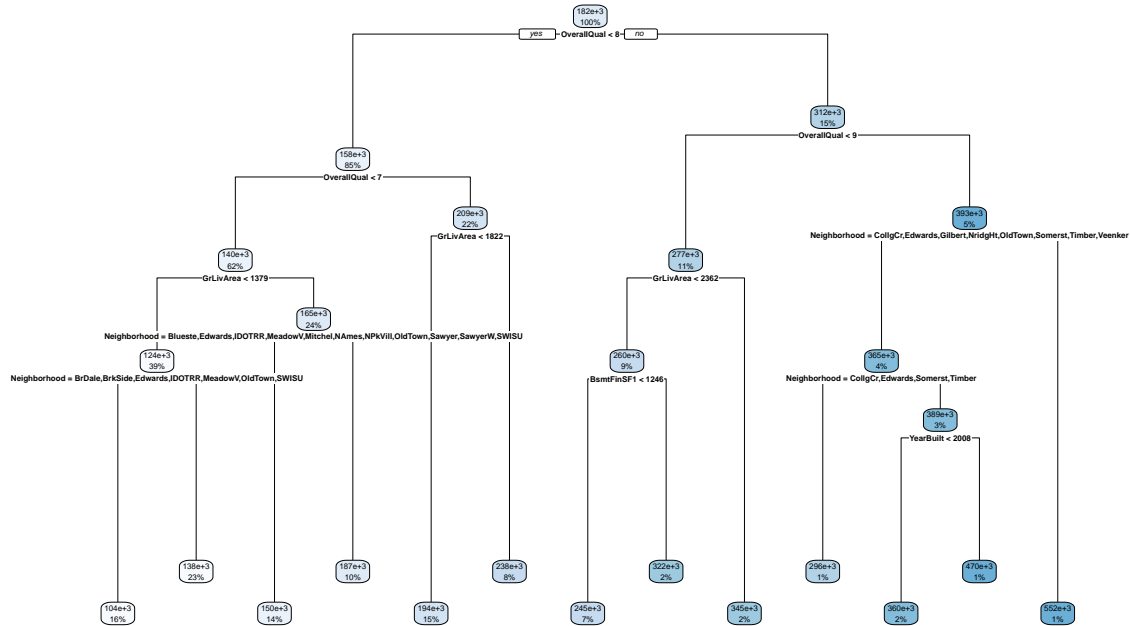 182e+3
100%
yes OverallQual < 8 no
312e+3
15%
OverallQual < 9
158e+3
85%
OverallQual < 7
209e+3
22%
GrLivArea < 1822
393e+3
5%
Neighborhood = CollgCr,Edwards,Gilbert,NridgHt,OldTown,Somerst,Timber,Veenker
140e+3
62%
GrLivArea < 1379
277e+3
11%
GrLivArea < 2362
165e+3
24%
Neighborhood = Blueste,Edwards,IDOTRR,MeadowV,Mitchel,NAmes,NPkVill,OldTown,Sawyer,SawyerW,SWISU
124e+3
39%
Neighborhood = BrDale,BrkSide,Edwards,IDOTRR,MeadowV,OldTown,SWISU
260e+3
9%
BsmtFinSF1 < 1246
365e+3
4%
Neighborhood = CollgCr,Edwards,Somerst,Timber
389e+3
3%
YearBuilt < 2008
138e+3
23%
187e+3
10%
238e+3
8%
322e+3
2%
296e+3
1%
470e+3
1%
104e+3
16%
150e+3
14%
194e+3
15%
245e+3
7%
345e+3
2%
360e+3
2%
552e+3
1%